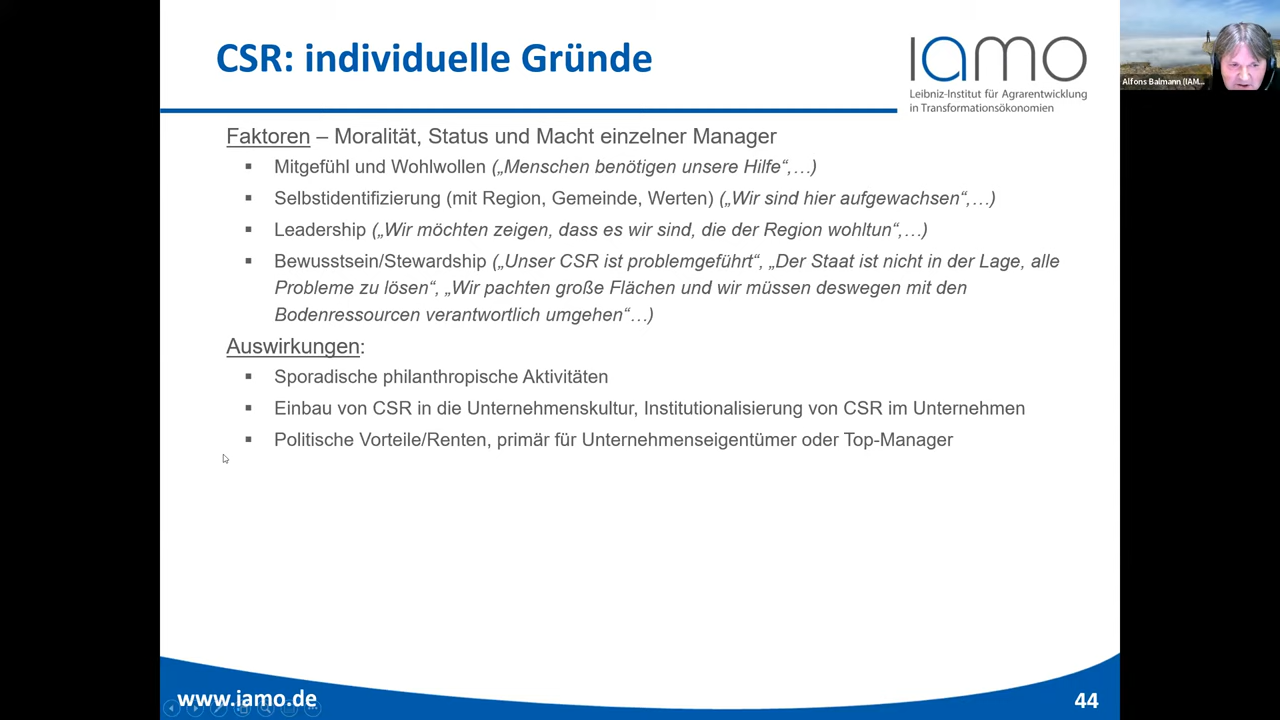 CSR: individuelle Gründe
IAMO
Leibniz-Institut für Agrarentwicklung
in Transformationsökonomien
Alfons Balmann (IAM...
Faktoren – Moralität, Status und Macht einzelner Manager
▪ Mitgefühl und Wohlwollen („Menschen benötigen unsere Hilfe“,…)
▪ Selbstidentifizierung (mit Region, Gemeinde, Werten) („Wir sind hier aufgewachsen“,…)
▪ Leadership („Wir möchten zeigen, dass es wir sind, die der Region wohltun“,…)
▪ Bewusstsein/Stewardship („Unser CSR ist problemgeführt“, „Der Staat ist nicht in der Lage, alle
Probleme zu lösen“, „Wir pachten große Flächen und wir müssen deswegen mit den
Bodenressourcen verantwortlich umgehen“…)
Auswirkungen:
▪ Sporadische philanthropische Aktivitäten
▪ Einbau von CSR in die Unternehmenskultur, Institutionalisierung von CSR im Unternehmen
▪ Politische Vorteile/Renten, primär für Unternehmenseigentümer oder Top-Manager
www.iamo.de
44